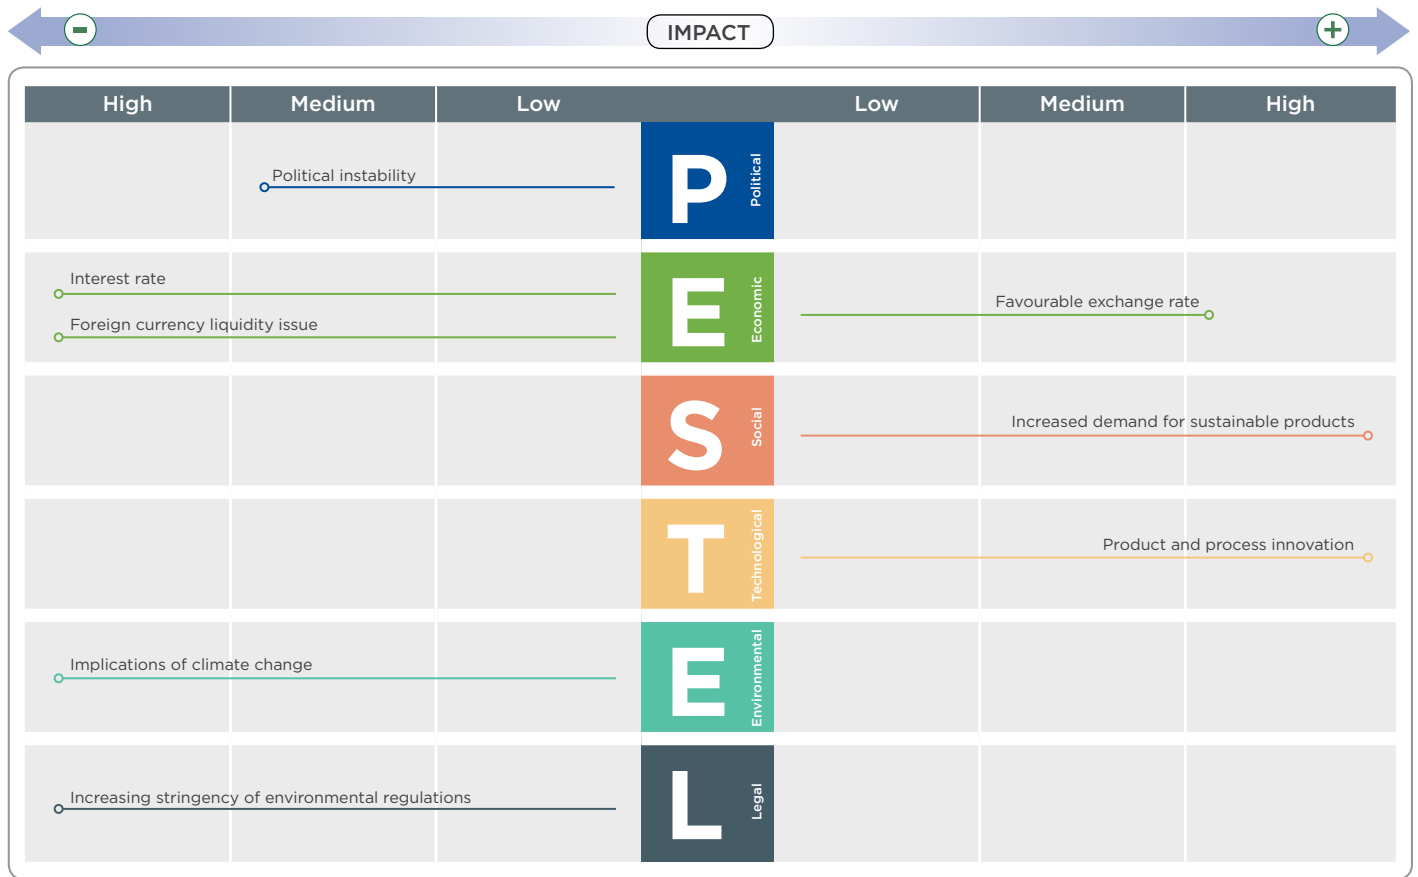 IMPACT
High Medium Low Low Medium High
Political instability
P
Political
Interest rate
Foreign currency liquidity issue
E
Economic
Favourable exchange rate
S
Social
Increased demand for sustainable products
T
Technological
Product and process innovation
Implications of climate change
E
Environmental
Increasing stringency of environmental regulations
L
Legal